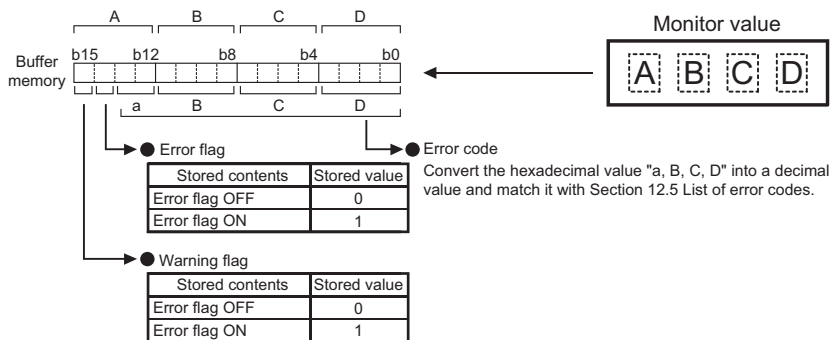 A B C D
Monitor value
b15 b12 b8 b4 b0
Buffer
memory
A B C D
a B C D
Error flag
Stored contents Stored value
Error flag OFF 0
Error flag ON 1
Error code
Convert the hexadecimal value "a, B, C, D" into a decimal
value and match it with Section 12.5 List of error codes.
Warning flag
Stored contents Stored value
Error flag OFF 0
Error flag ON 1